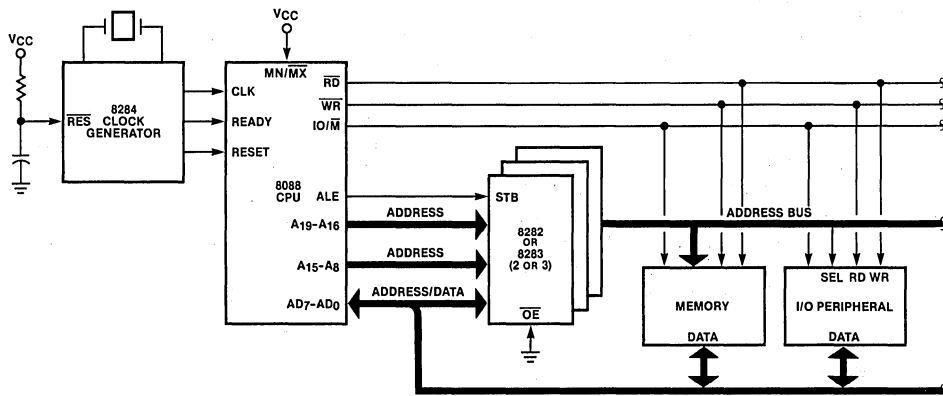 VCC
VCC
8284
CLOCK
GENERATOR
RES
CLK
READY
RESET
MN/MX
RD
WR
IO/M
8088
CPU
ALE
A19-A16
A15-A8
AD7-AD0
ADDRESS
ADDRESS
ADDRESS/DATA
STB
8282
OR
8283
(2 OR 3)
OE
ADDRESS BUS
MEMORY
DATA
SEL RD WR
I/O PERIPHERAL
DATA